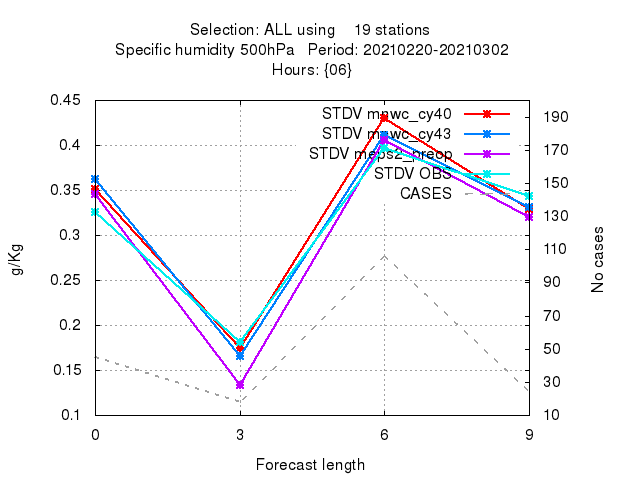 Selection: ALL using 19 stations
Specific humidity 500hPa Period: 20210220-20210302
Hours: {06}
STDV mnwc_cy40
STDV mnwc_cy43
STDV meps2_preop
STDV OBS
CASES
0.45
0.4
0.35
0.3
0.25
0.2
0.15
0.1
190
170
150
130
110
90
70
50
30
10
g/Kg
No cases
0 3 6 9
Forecast length